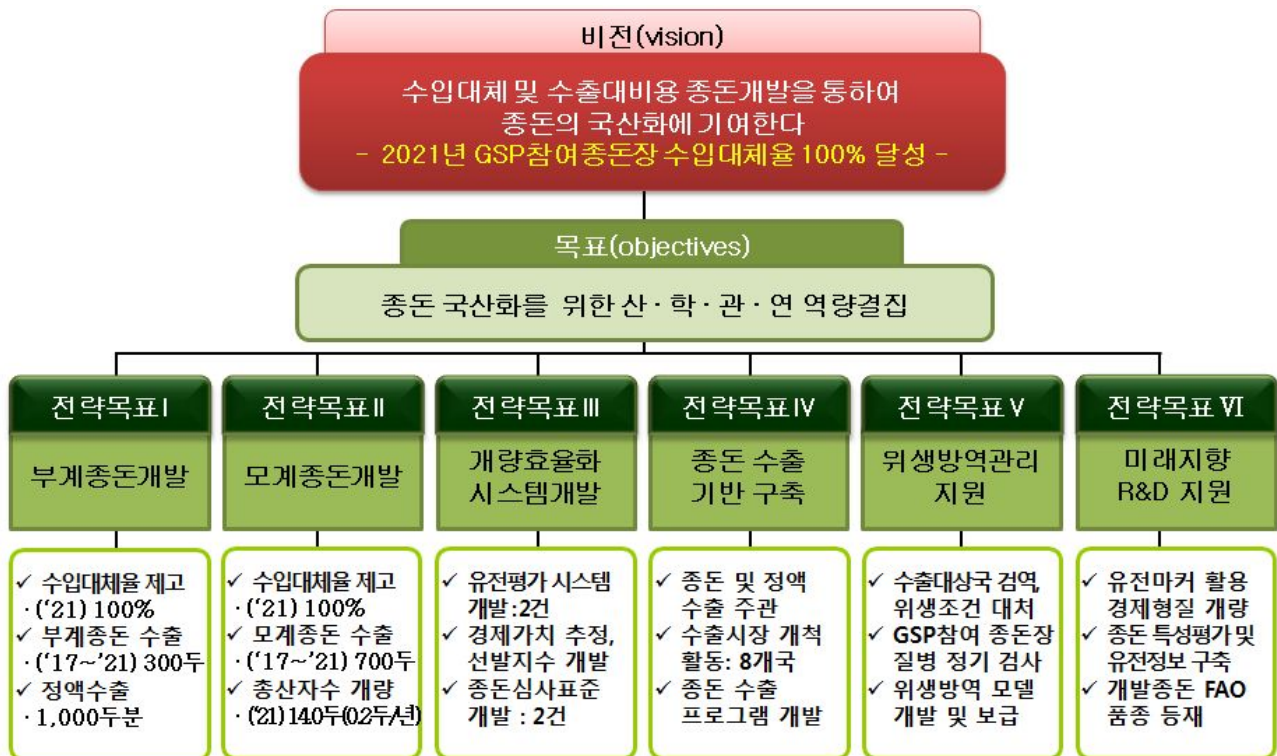 비전(vision)
수입대체 및 수출대비용 종돈개발을 통하여
종돈의 국산화에 기여한다
- 2021년 GSP참여종돈장 수입대체율 100% 달성 -
목표(objectives)
종돈 국산화를 위한 산·학·관·연 역량결집
전략목표 I
부계종돈개발
✓ 수입대체율 제고
·('21) 100%
✓ 부계종돈 수출
·('17~'21) 300두
✓ 정액수출
·1,000두분
전략목표 II
모계종돈개발
✓ 수입대체율 제고
·('21) 100%
✓ 모계종돈 수출
·('17~'21) 700두
✓ 총산자수 개량
·('21) 14.0두(0.2두/년)
전략목표 III
개량효율화
시스템개발
✓ 유전평가 시스템
개발 :2건
✓ 경제가치 추정,
선발지수 개발
✓ 종돈심사표준
개발 : 2건
전략목표 IV
종돈 수출
기반 구축
✓ 종돈 및 정액
수출 주관
✓ 수출시장 개척
활동: 8개국
✓ 종돈 수출
프로그램 개발
전략목표 V
위생방역관리
지원
✓ 수출대상국 검역,
위생조건 대처
✓ GSP참여 종돈장
질병 정기 검사
✓ 위생방역 모델
개발 및 보급
전략목표 VI
미래지향
R&D 지원
✓ 유전마커 활용
경제형질 개량
✓ 종돈 특성평가 및
유전정보 구축
✓ 개발종돈 FAO
품종 등재